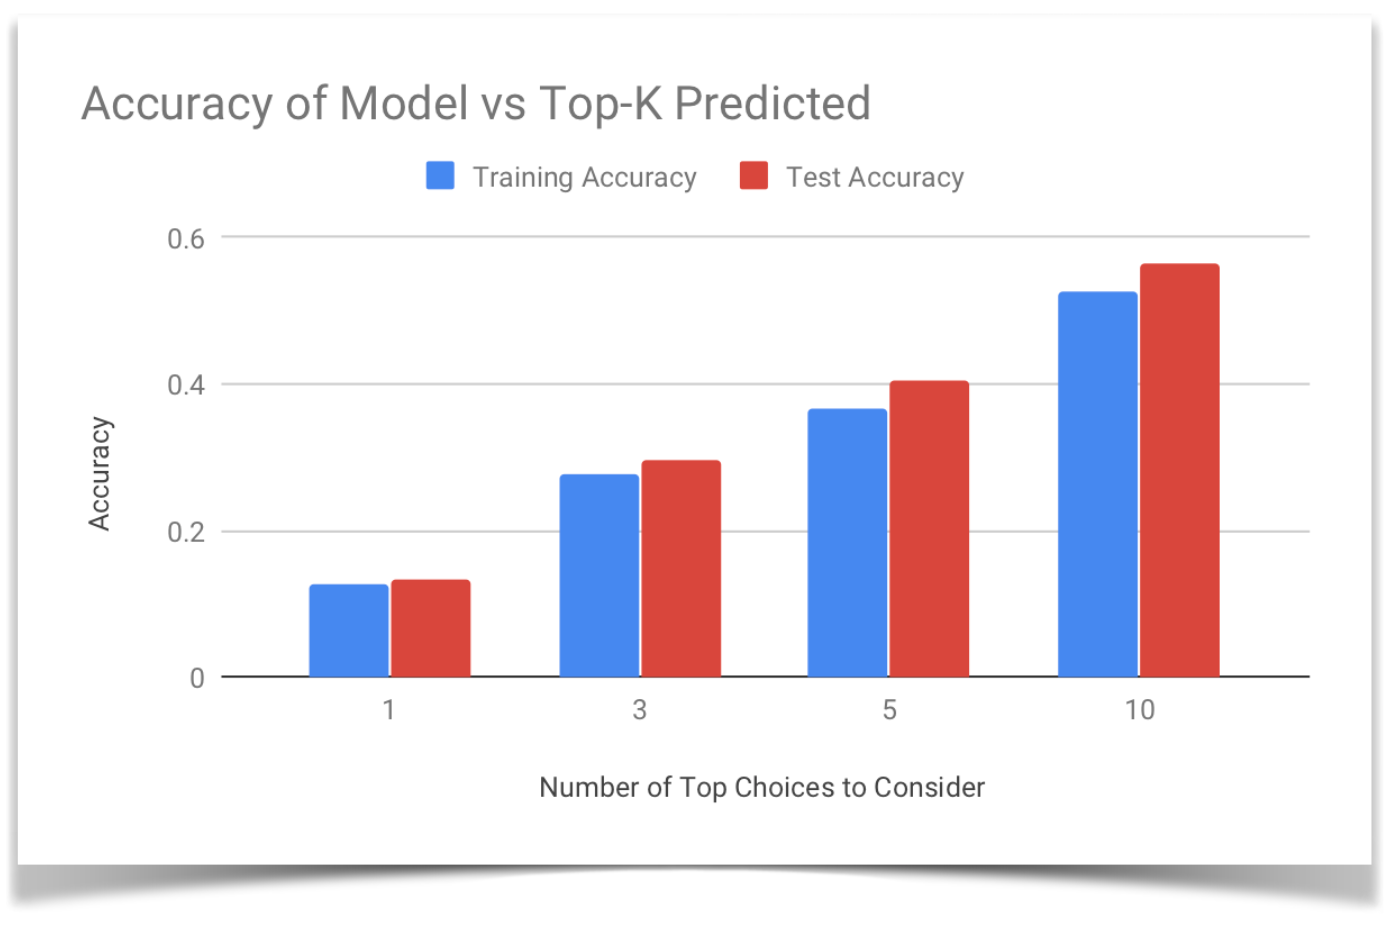 Accuracy of Model vs Top-K Predicted
Training Accuracy Test Accuracy
0.6
0.4
0.2
0
Accuracy
1 3 5 10
Number of Top Choices to Consider